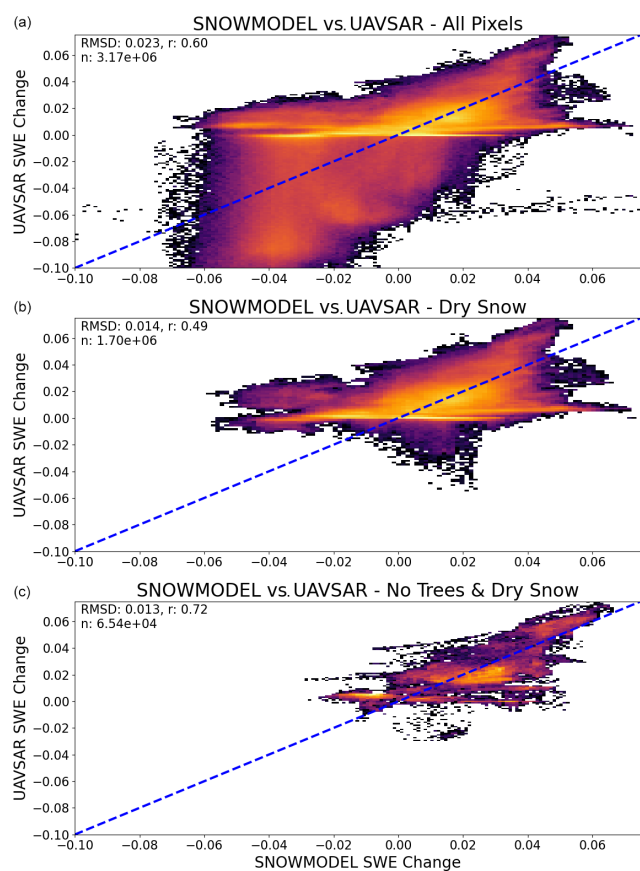 (a)
SNOWMODEL vs.UAVSAR - All Pixels
RMSD: 0.023, r: 0.60
n: 3.17e+06
UAVSAR SWE Change
0.06
0.04
0.02
0.00
−0.02
−0.04
−0.06
−0.08
−0.10
−0.10 −0.08 −0.06 −0.04 −0.02 0.00 0.02 0.04 0.06
(b)
SNOWMODEL vs.UAVSAR - Dry Snow
RMSD: 0.014, r: 0.49
n: 1.70e+06
UAVSAR SWE Change
0.06
0.04
0.02
0.00
−0.02
−0.04
−0.06
−0.08
−0.10
−0.10 −0.08 −0.06 −0.04 −0.02 0.00 0.02 0.04 0.06
(c)
SNOWMODEL vs.UAVSAR - No Trees & Dry Snow
RMSD: 0.013, r: 0.72
n: 6.54e+04
UAVSAR SWE Change
0.06
0.04
0.02
0.00
−0.02
−0.04
−0.06
−0.08
−0.10
−0.10 −0.08 −0.06 −0.04 −0.02 0.00 0.02 0.04 0.06
SNOWMODEL SWE Change